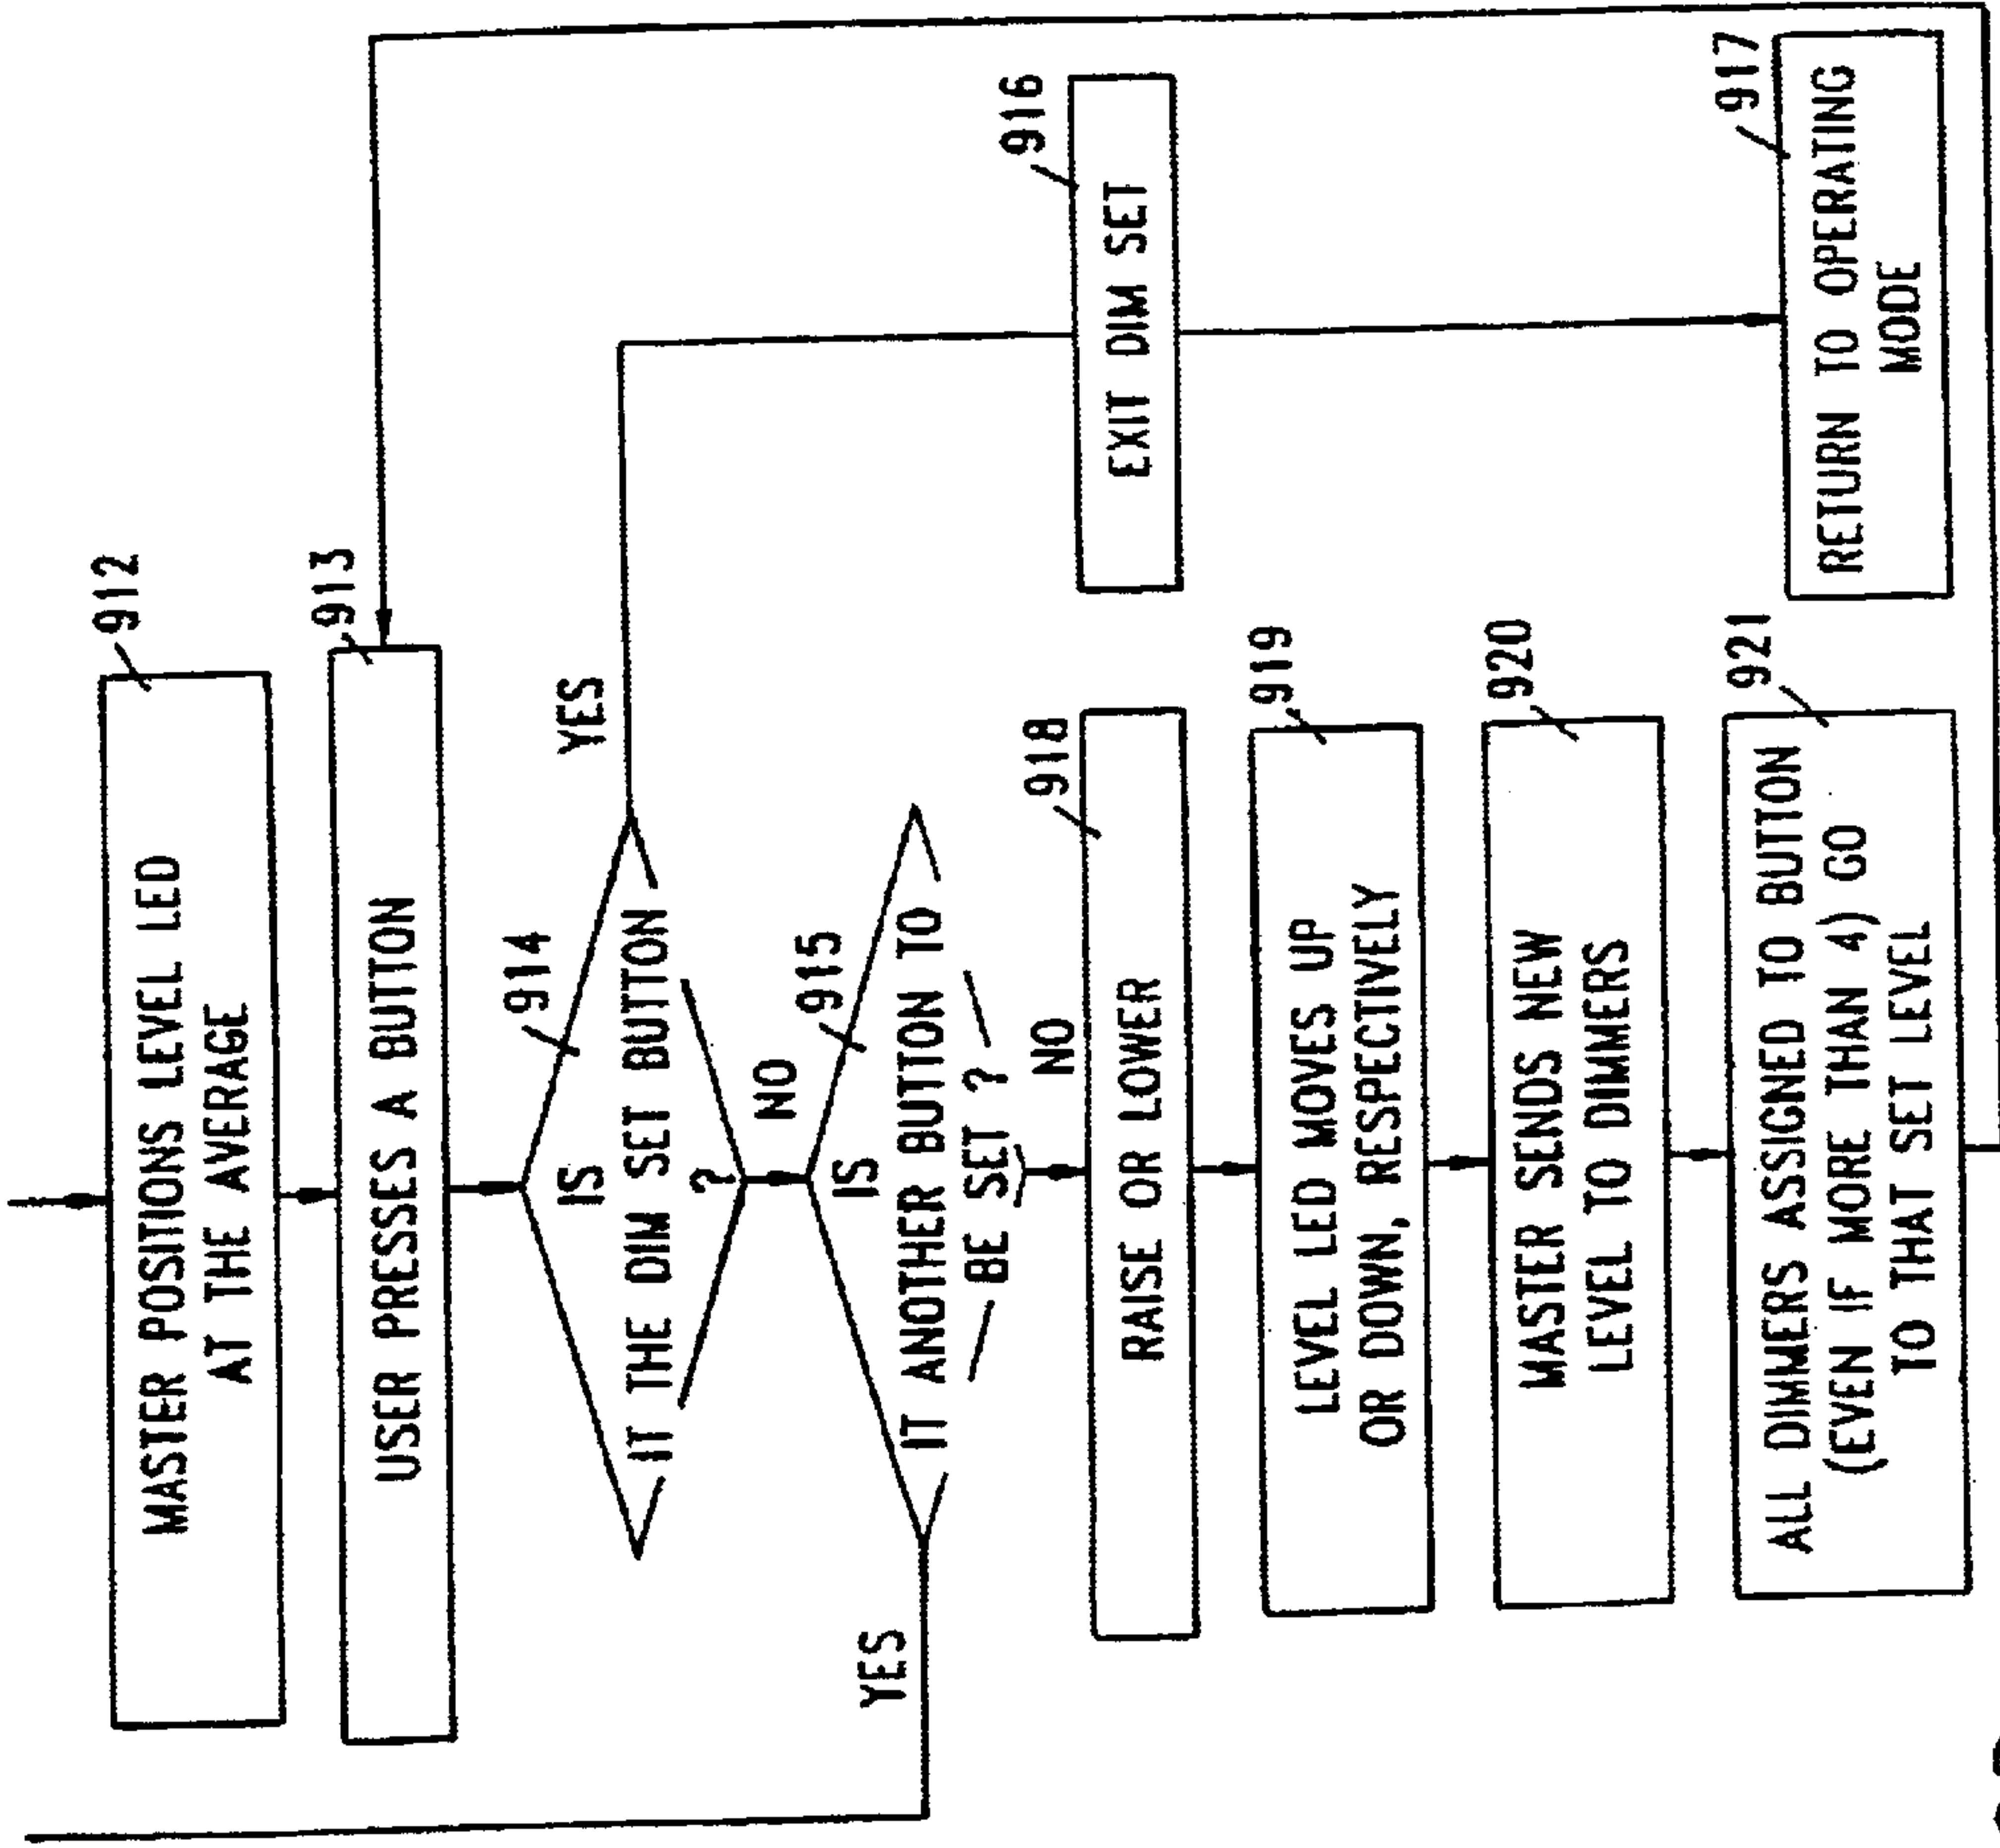 912
MASTER POSITIONS LEVEL LED
AT THE AVERAGE
913
USER PRESSES A BUTTON
914
IS
IT THE DIM SET BUTTON
?
YES
NO
915
IS
IT ANOTHER BUTTON TO
BE SET ?
YES
NO
916
EXIT DIM SET
917
RETURN TO OPERATING
MODE
918
RAISE OR LOWER
919
LEVEL LED MOVES UP
OR DOWN, RESPECTIVELY
920
MASTER SENDS NEW
LEVEL TO DIMMERS
921
ALL DIMMERS ASSIGNED TO BUTTON
(EVEN IF MORE THAN 4) GO
TO THAT SET LEVEL